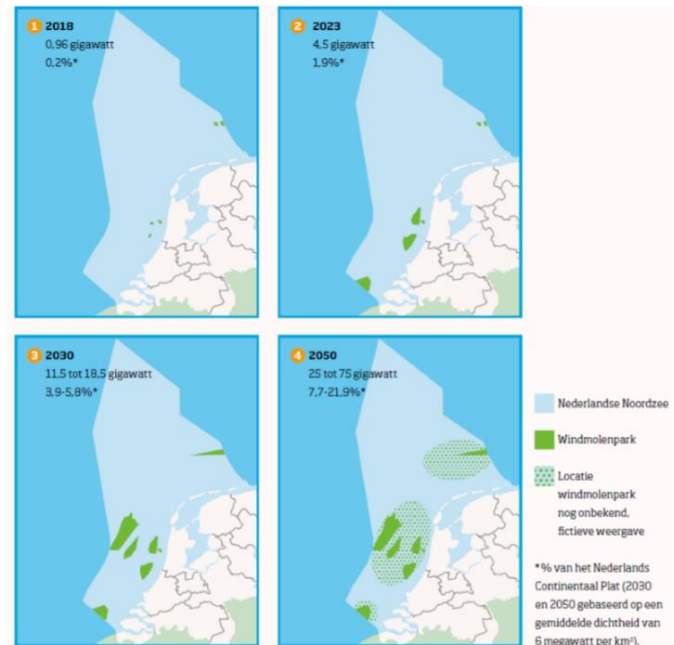 1 2018
0,96 gigawatt
0,2%*
2 2023
4,5 gigawatt
1,9%*
3 2030
11,5 tot 18,5 gigawatt
3,9-5,8%*
4 2050
25 tot 75 gigawatt
7,7-21,9%*
Nederlandse Noordzee
Windmolenpark
Locatie
windmolenpark
nog onbekend,
fictieve weergave
*% van het Nederlands
Continentaal Plat (2030
en 2050 gebaseerd op een
gemiddelde dichtheid van
6 megawatt per km²).